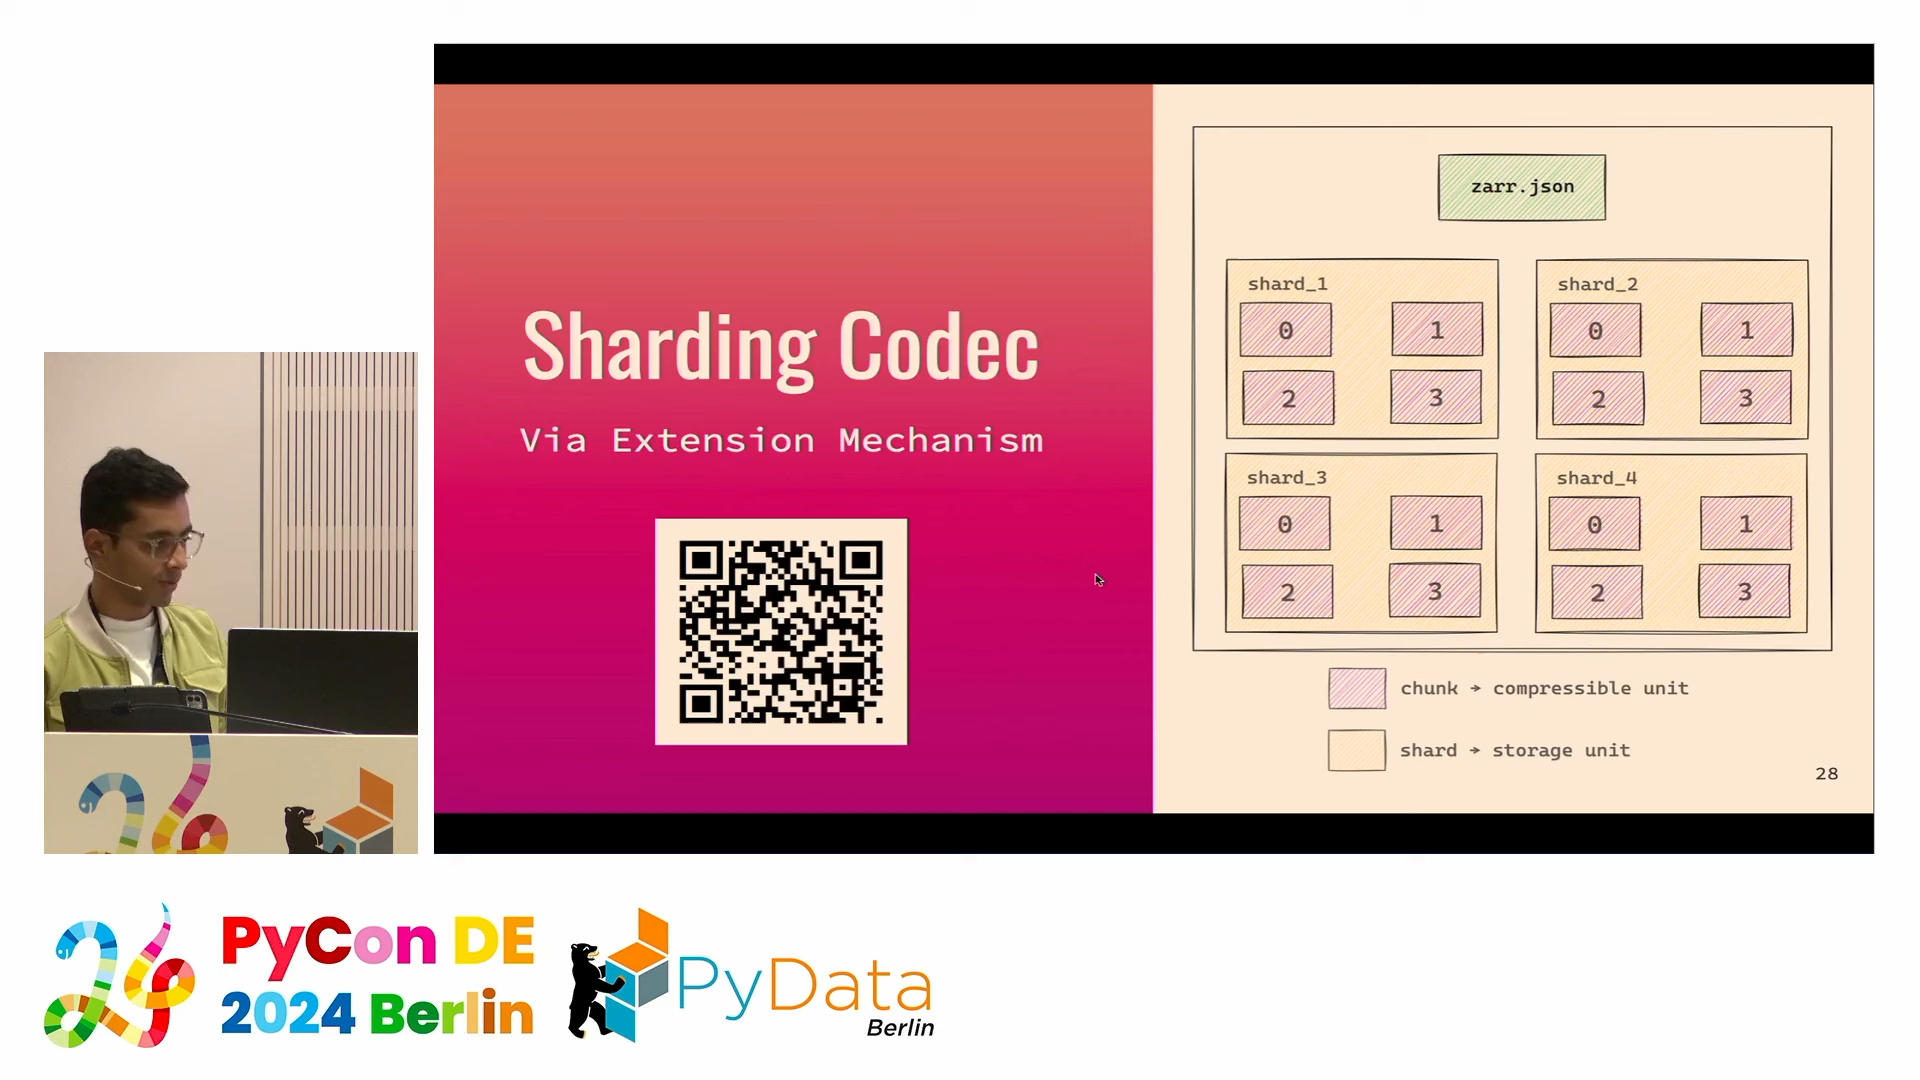 Sharding Codec
Via Extension Mechanism
zarr.json
shard_1
0 1
2 3
shard_2
0 1
2 3
shard_3
0 1
2 3
shard_4
0 1
2 3
chunk → compressible unit
shard → storage unit
28
PyCon DE
2024 Berlin
PyData
Berlin